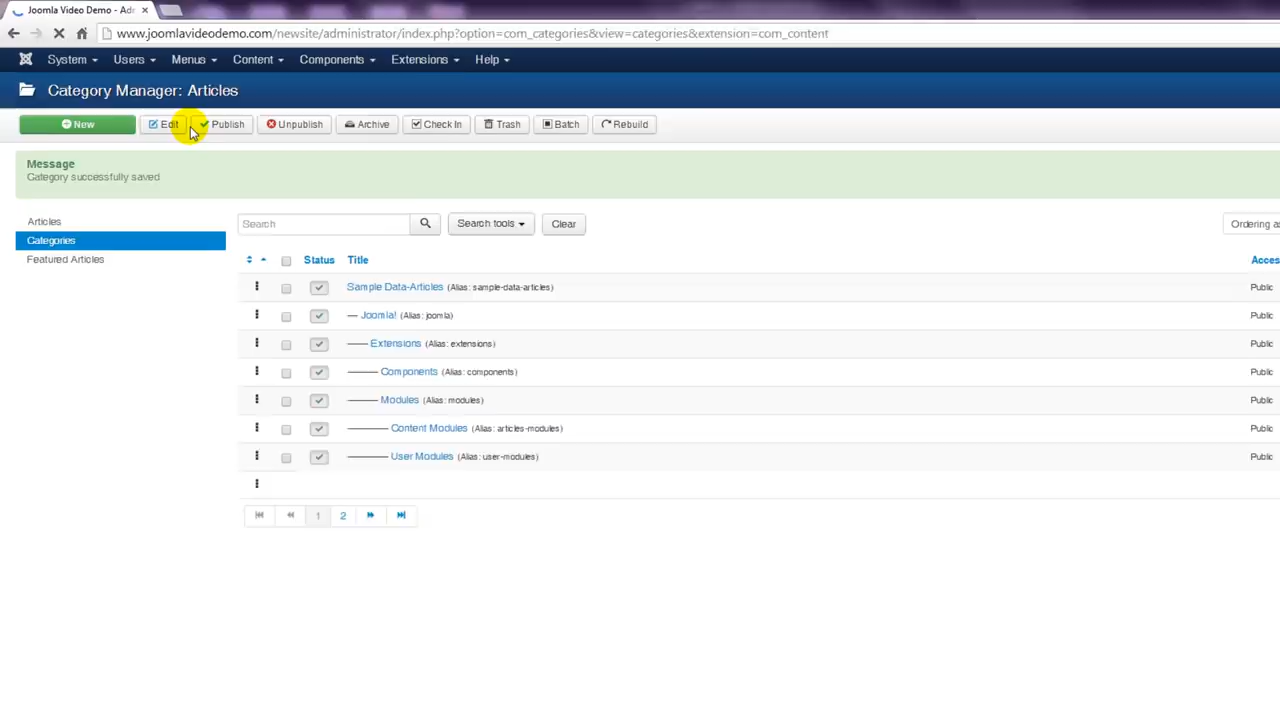 Joomla Video Demo - Adr
www.joomlavideodemo.com/newsite/administrator/index.php?option=com_categories&view=categories&extension=com_content
System Users Menus Content Components Extensions Help
Category Manager: Articles
New Edit Publish Unpublish Archive Check In Trash Batch Rebuild
Message
Category successfully saved
Articles
Categories
Featured Articles
Search Search tools Clear Ordering as
Status Title Acces
Sample Data-Articles (Alias: sample-data-articles) Public
— Joomla! (Alias: joomla) Public
—— Extensions (Alias: extensions) Public
——— Components (Alias: components) Public
——— Modules (Alias: modules) Public
———— Content Modules (Alias: articles-modules) Public
———— User Modules (Alias: user-modules) Public
1 2